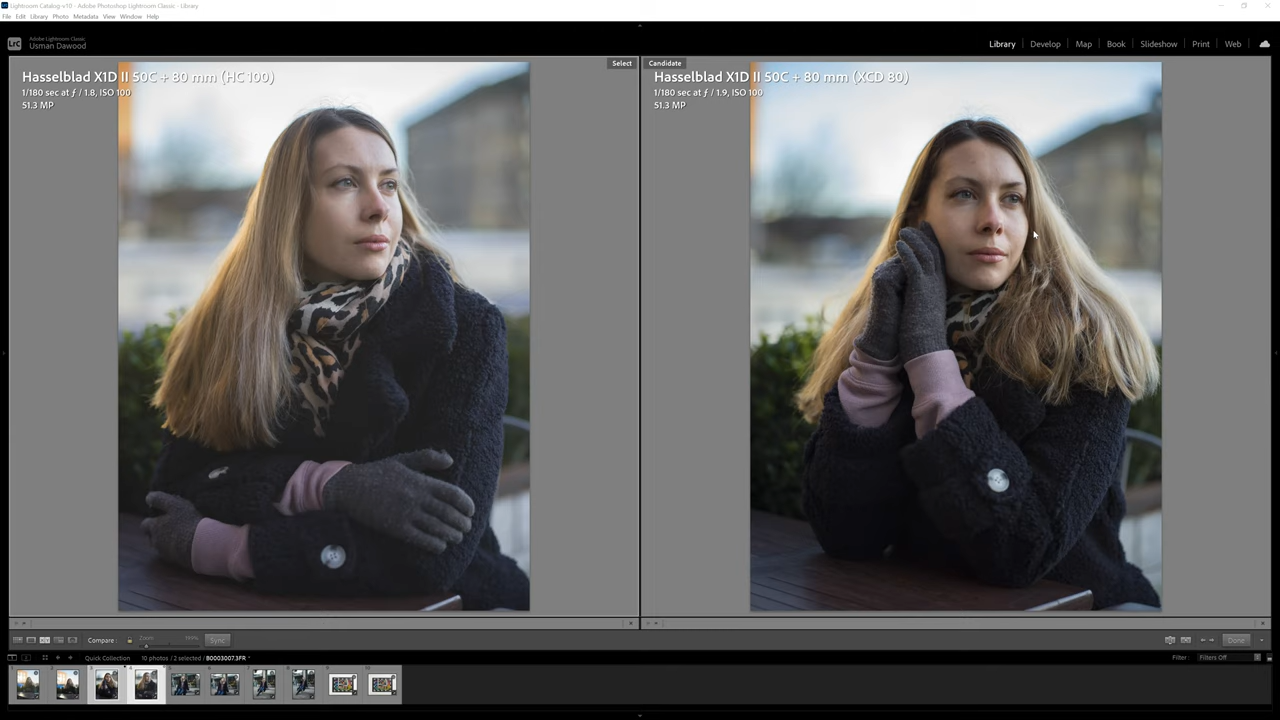 Lightroom Catalog-v10 - Adobe Photoshop Lightroom Classic - Library
File Edit Library Photo Metadata View Window Help
LrC
Adobe Lightroom Classic
Usman Dawood
Library | Develop | Map | Book | Slideshow | Print | Web
Hasselblad X1D II 50C + 80 mm (HC 100)
1/180 sec at ƒ / 1.8, ISO 100
51.3 MP
Select
Candidate
Hasselblad X1D II 50C + 80 mm (XCD 80)
1/180 sec at ƒ / 1.9, ISO 100
51.3 MP
Compare : Zoom Sync
Done
Quick Collection 10 photos / 2 selected / B0003007.3FR
Filter : Filters Off